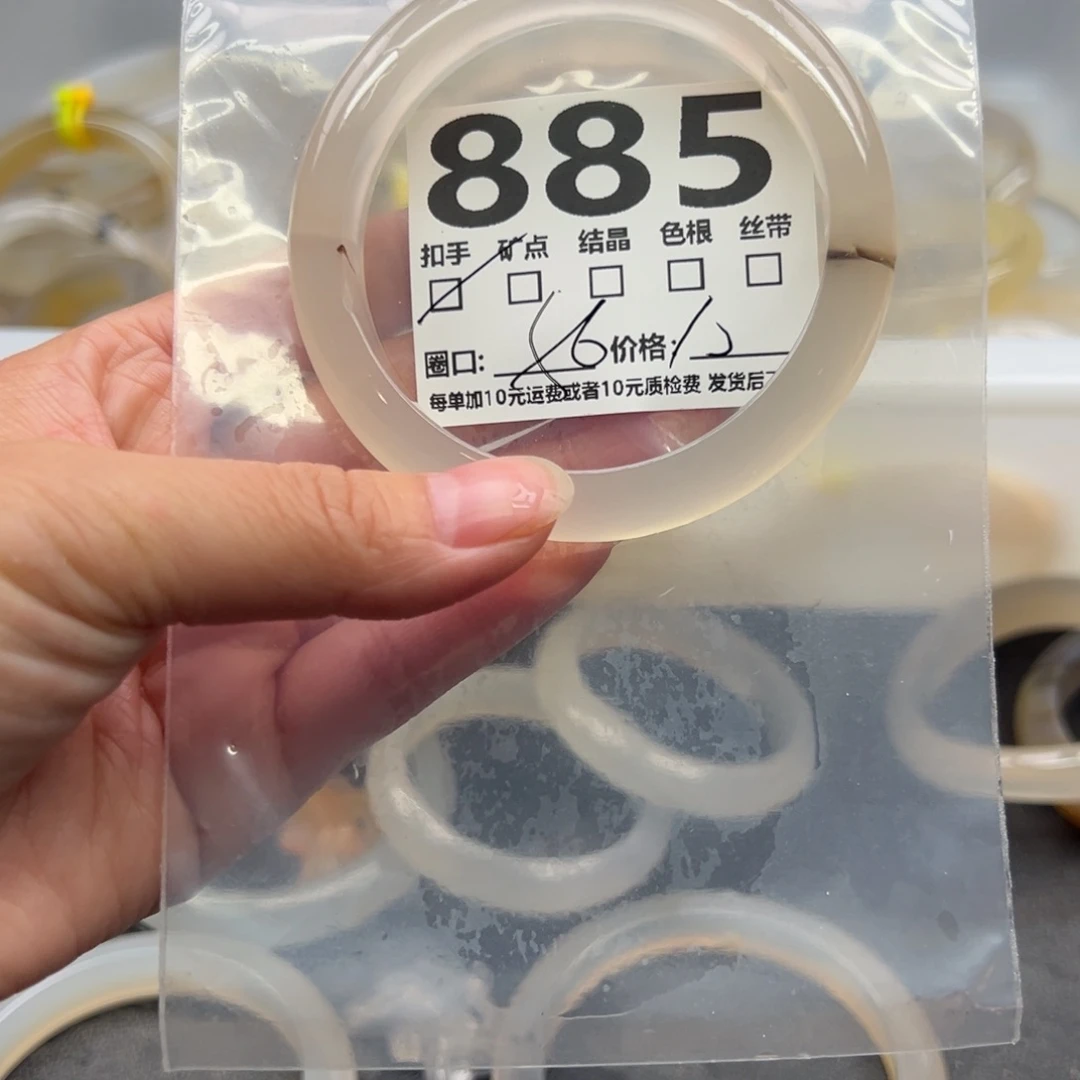 885
扣手 矿点 结晶 色根 丝带
圈口: 56 价格:
每单加10元运费或者10元质检费 发货后